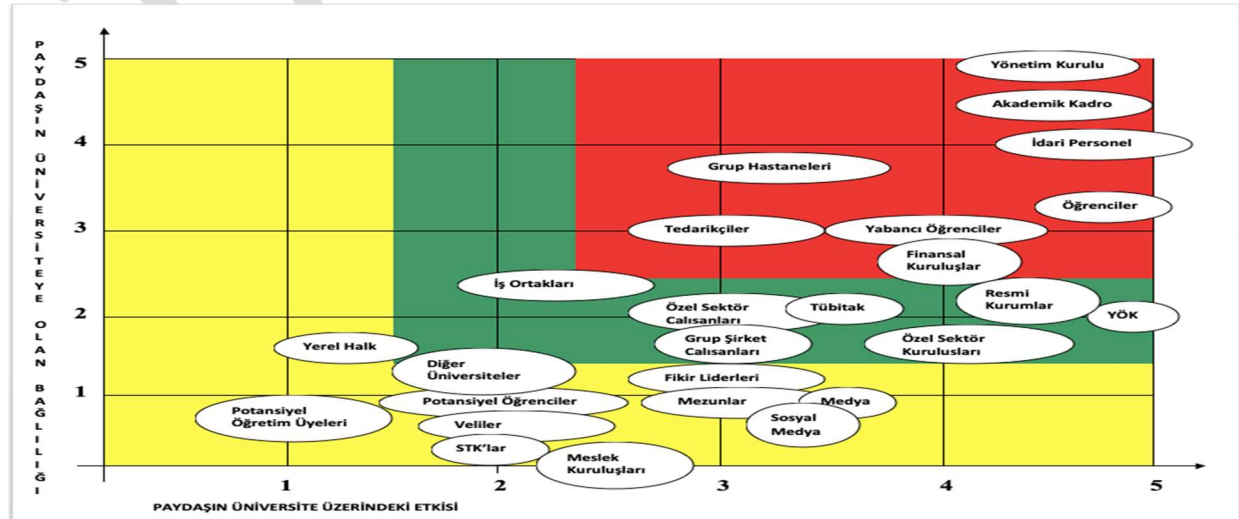 PAYDAŞIN ÜNİVERSİTEYE OLAN BAĞLILIĞI
5
Yönetim Kurulu
Akademik Kadro
4
İdari Personel
Grup Hastaneleri
Öğrenciler
3
Tedarikçiler
Yabancı Öğrenciler
Finansal
Kuruluşlar
İş Ortakları
Resmi
Kurumlar
2
Özel Sektör
Calısanları
Tübitak
YÖK
Yerel Halk
Grup Şirket
Calısanları
Özel Sektör
Kurulusları
Diğer
Üniversiteler
Fikir Liderleri
1
Potansiyel Öğrenciler
Mezunlar
Medya
Potansiyel
Öğretim Üyeleri
Veliler
Sosyal
Medya
STK'lar
Meslek
Kuruluşları
1
2
3
4
5
PAYDAŞIN ÜNİVERSİTE ÜZERİNDEKİ ETKİSİ